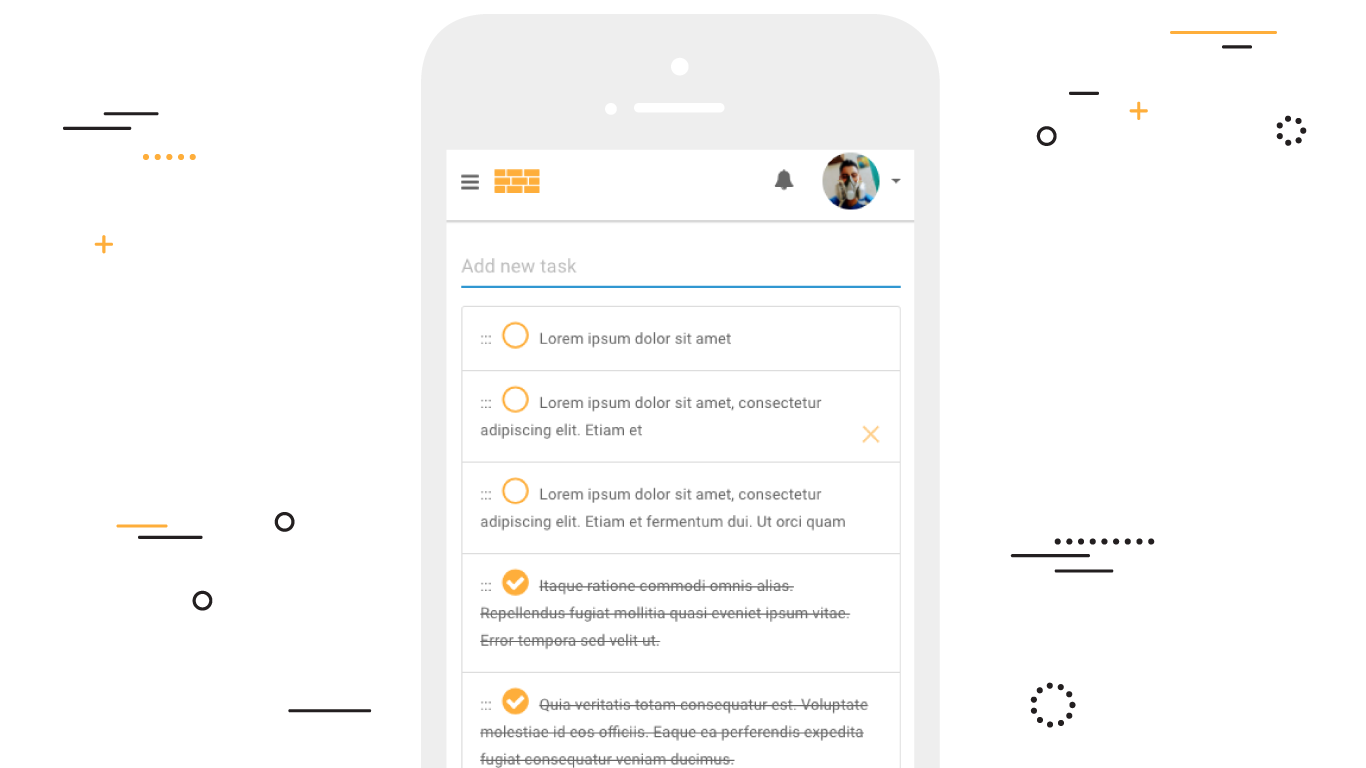 Add new task
::: Lorem ipsum dolor sit amet
::: Lorem ipsum dolor sit amet, consectetur
adipiscing elit. Etiam et
::: Lorem ipsum dolor sit amet, consectetur
adipiscing elit. Etiam et fermentum dui. Ut orci quam
::: Itaque ratione commodi omnis alias.
Repellendus fugiat mollitia quasi eveniet ipsum vitae.
Error tempora sed velit ut.
::: Quia veritatis totam consequatur est. Voluptate
molestiae id eos officiis. Eaque ea perferendis expedita
fugiat consequatur veniam ducimus.